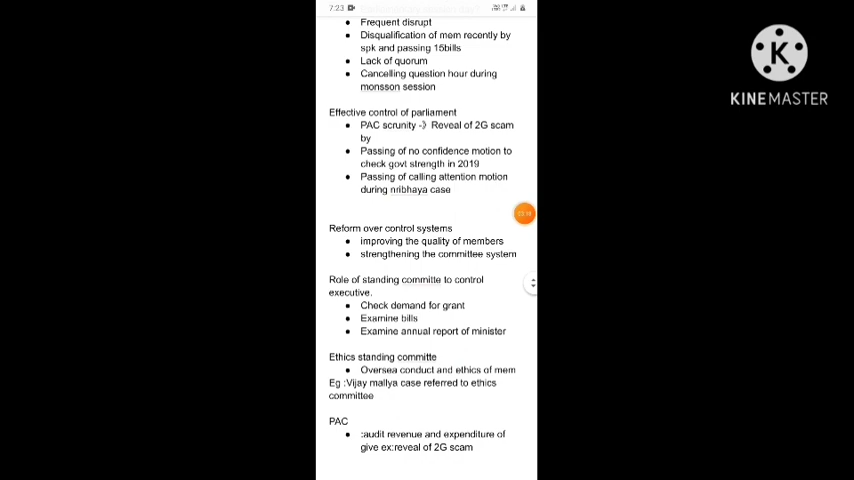 7:23
Frequent disrupt
Disqualification of mem recently by
spk and passing 15bills
Lack of quorum
Cancelling question hour during
monsson session
Effective control of parliament
PAC scrunity -》 Reveal of 2G scam
by
Passing of no confidence motion to
check govt strength in 2019
Passing of calling attention motion
during nribhaya case
Reform over control systems
improving the quality of members
strengthening the committee system
Role of standing committe to control
executive.
Check demand for grant
Examine bills
Examine annual report of minister
Ethics standing committe
Oversea conduct and ethics of mem
Eg :Vijay mallya case referred to ethics
committee
PAC
:audit revenue and expenditure of
give ex:reveal of 2G scam
K
KINEMASTER